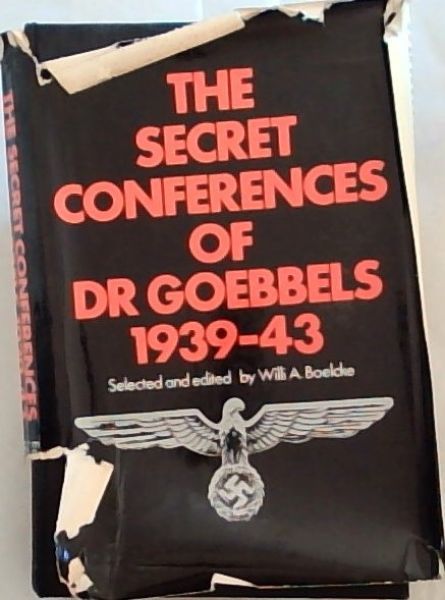 THE
SECRET
CONFERENCES
OF
DR GOEBBELS
1939-43
Selected and edited by Willi A. Boelcke
THE SECRET CONFERENCES